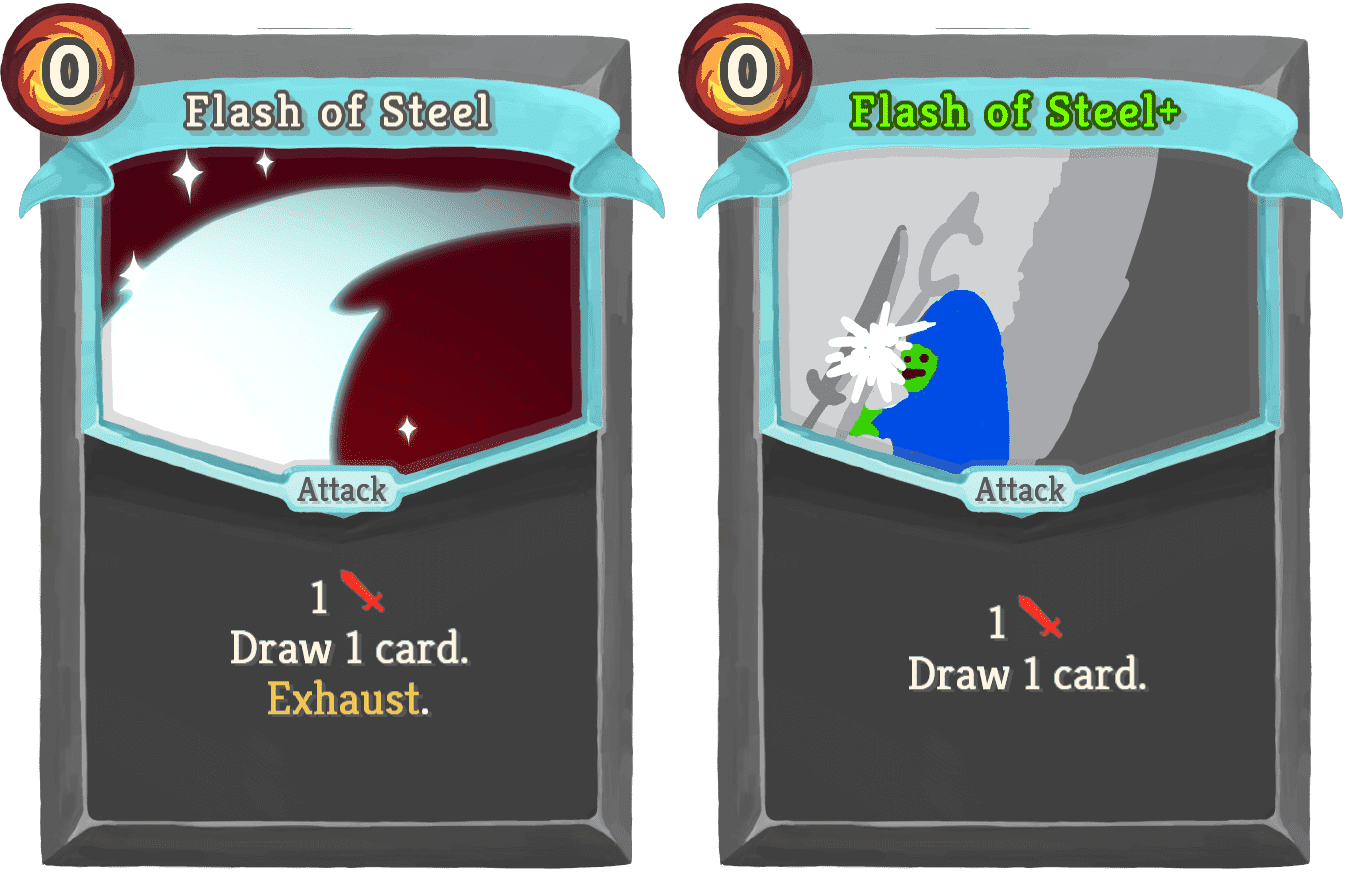 0
Flash of Steel
Attack
1
Draw 1 card.
Exhaust.
0
Flash of Steel+
Attack
1
Draw 1 card.